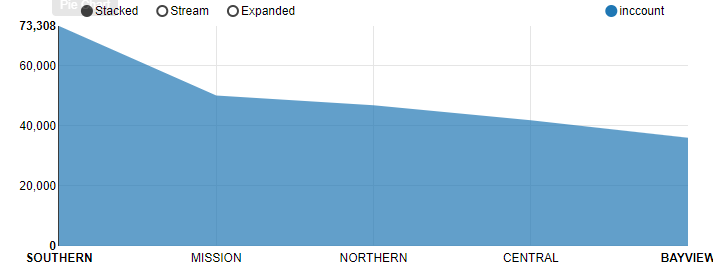 Stacked Stream Expanded inccount
73,308
60,000
40,000
20,000
0
SOUTHERN MISSION NORTHERN CENTRAL BAYVIEW